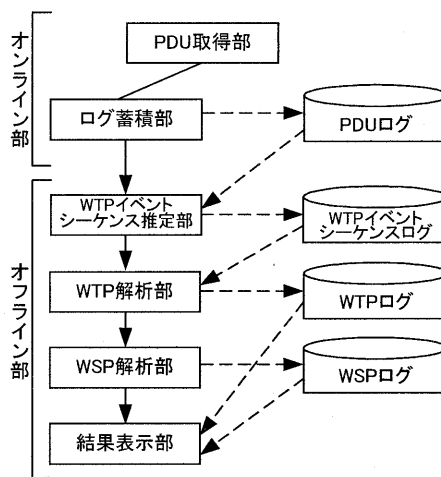 オンライン部
PDU取得部
ログ蓄積部
PDUログ
オフライン部
WTPイベント
シーケンス推定部
WTPイベント
シーケンスログ
WTP解析部
WTPログ
WSP解析部
WSPログ
結果表示部